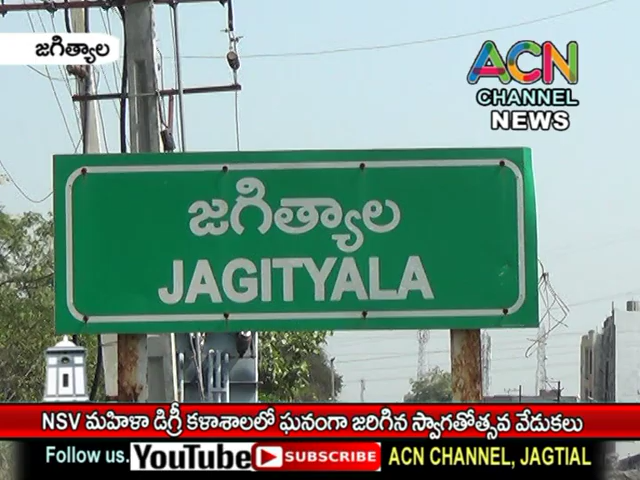 జగిత్యాల
ACN
CHANNEL
NEWS
జగిత్యాల
JAGITYALA
NSV మహిళా డిగ్రీ కళాశాలలో ఘనంగా జరిగిన స్వాగతోత్సవ వేడుకలు
Follow us. YouTube SUBSCRIBE ACN CHANNEL, JAGTIAL